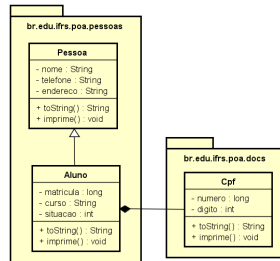 br.edu.ifrs.poa.pessoas
Pessoa
- nome : String
- telefone : String
- endereco : String
+ toString() : String
+ imprime() : void
Aluno
- matricula : long
- curso : String
- situacao : int
+ toString() : String
+ imprime() : void
br.edu.ifrs.poa.docs
Cpf
- numero : long
- digito : int
+ toString() : String
+ imprime() : void